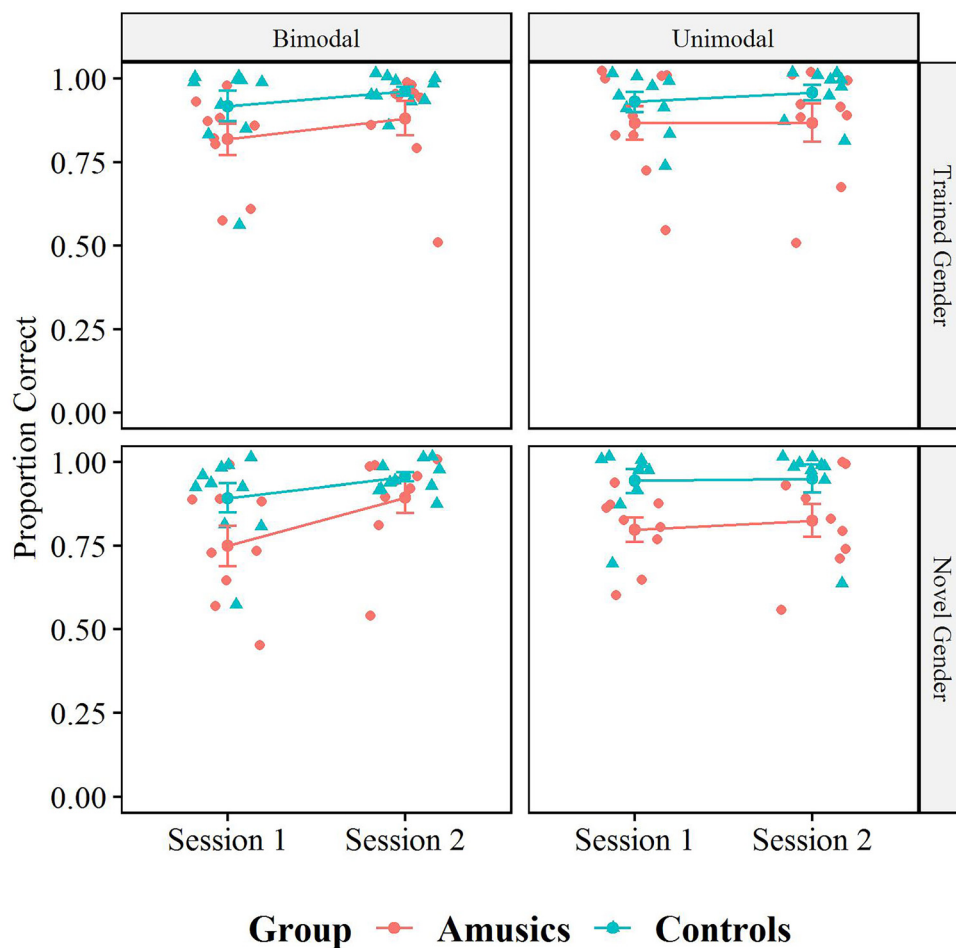 Bimodal
Unimodal
1.00
0.75
0.50
0.25
0.00
Trained Gender
Proportion Correct
1.00
0.75
0.50
0.25
0.00
Novel Gender
Session 1
Session 2
Session 1
Session 2
Group Amusics Controls